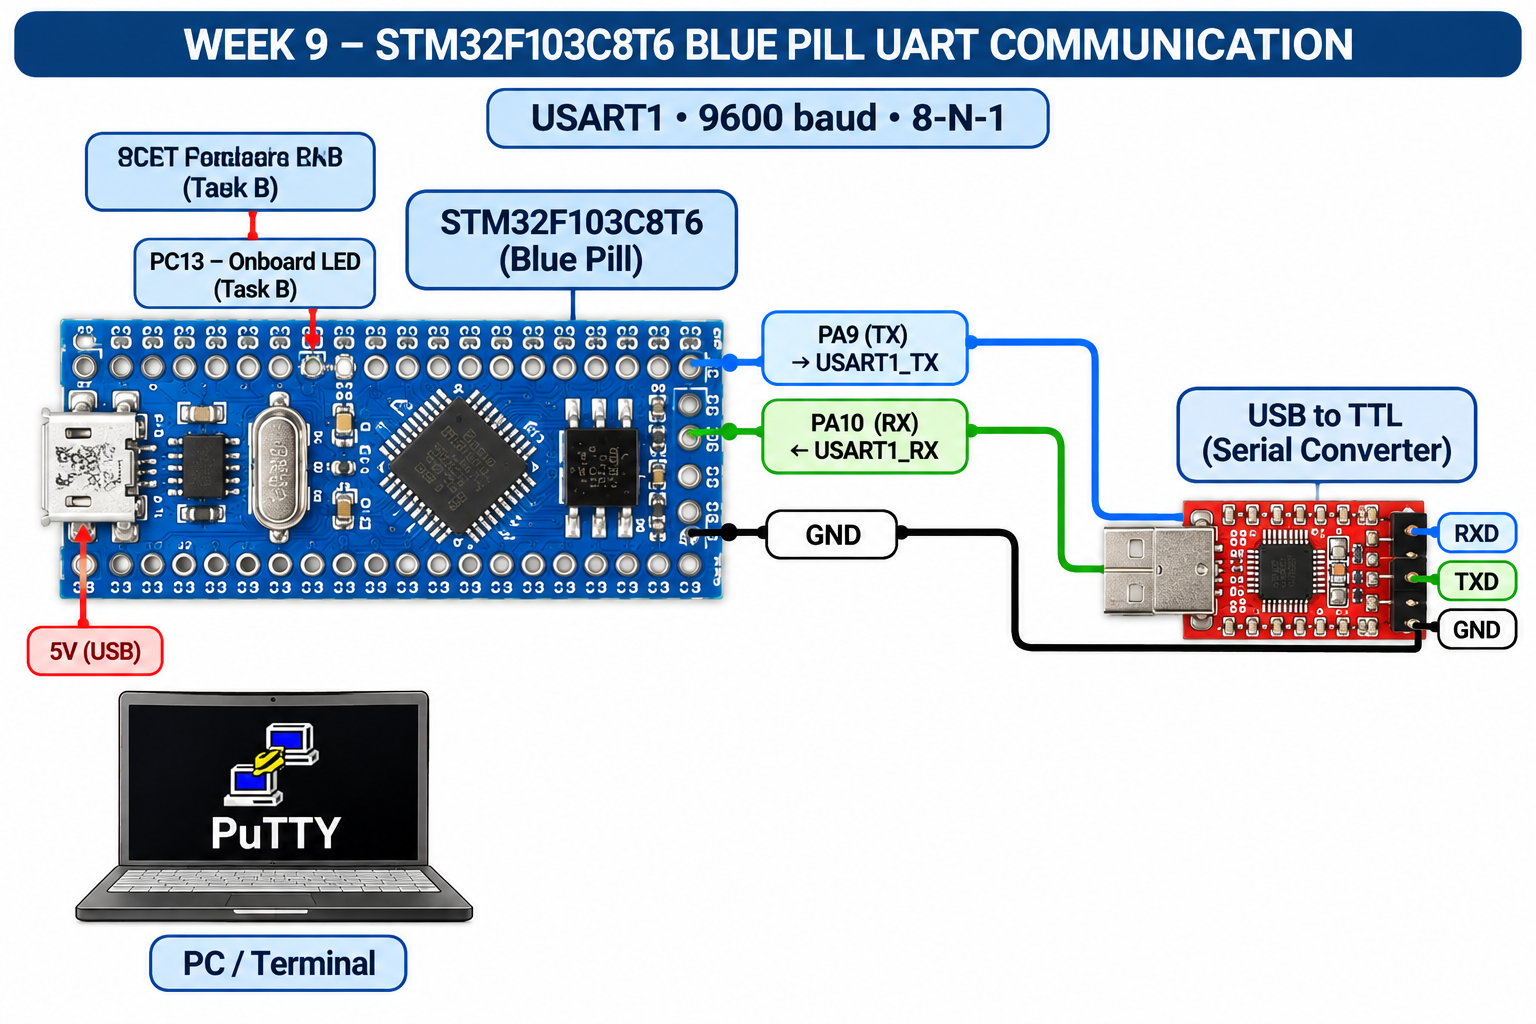 WEEK 9 – STM32F103C8T6 BLUE PILL UART COMMUNICATION
USART1 • 9600 baud • 8-N-1
(Task B)
PC13 – Onboard LED
(Task B)
STM32F103C8T6
(Blue Pill)
PA9 (TX)
→ USART1_TX
PA10 (RX)
← USART1_RX
GND
USB to TTL
(Serial Converter)
RXD
TXD
GND
5V (USB)
PuTTY
PC / Terminal